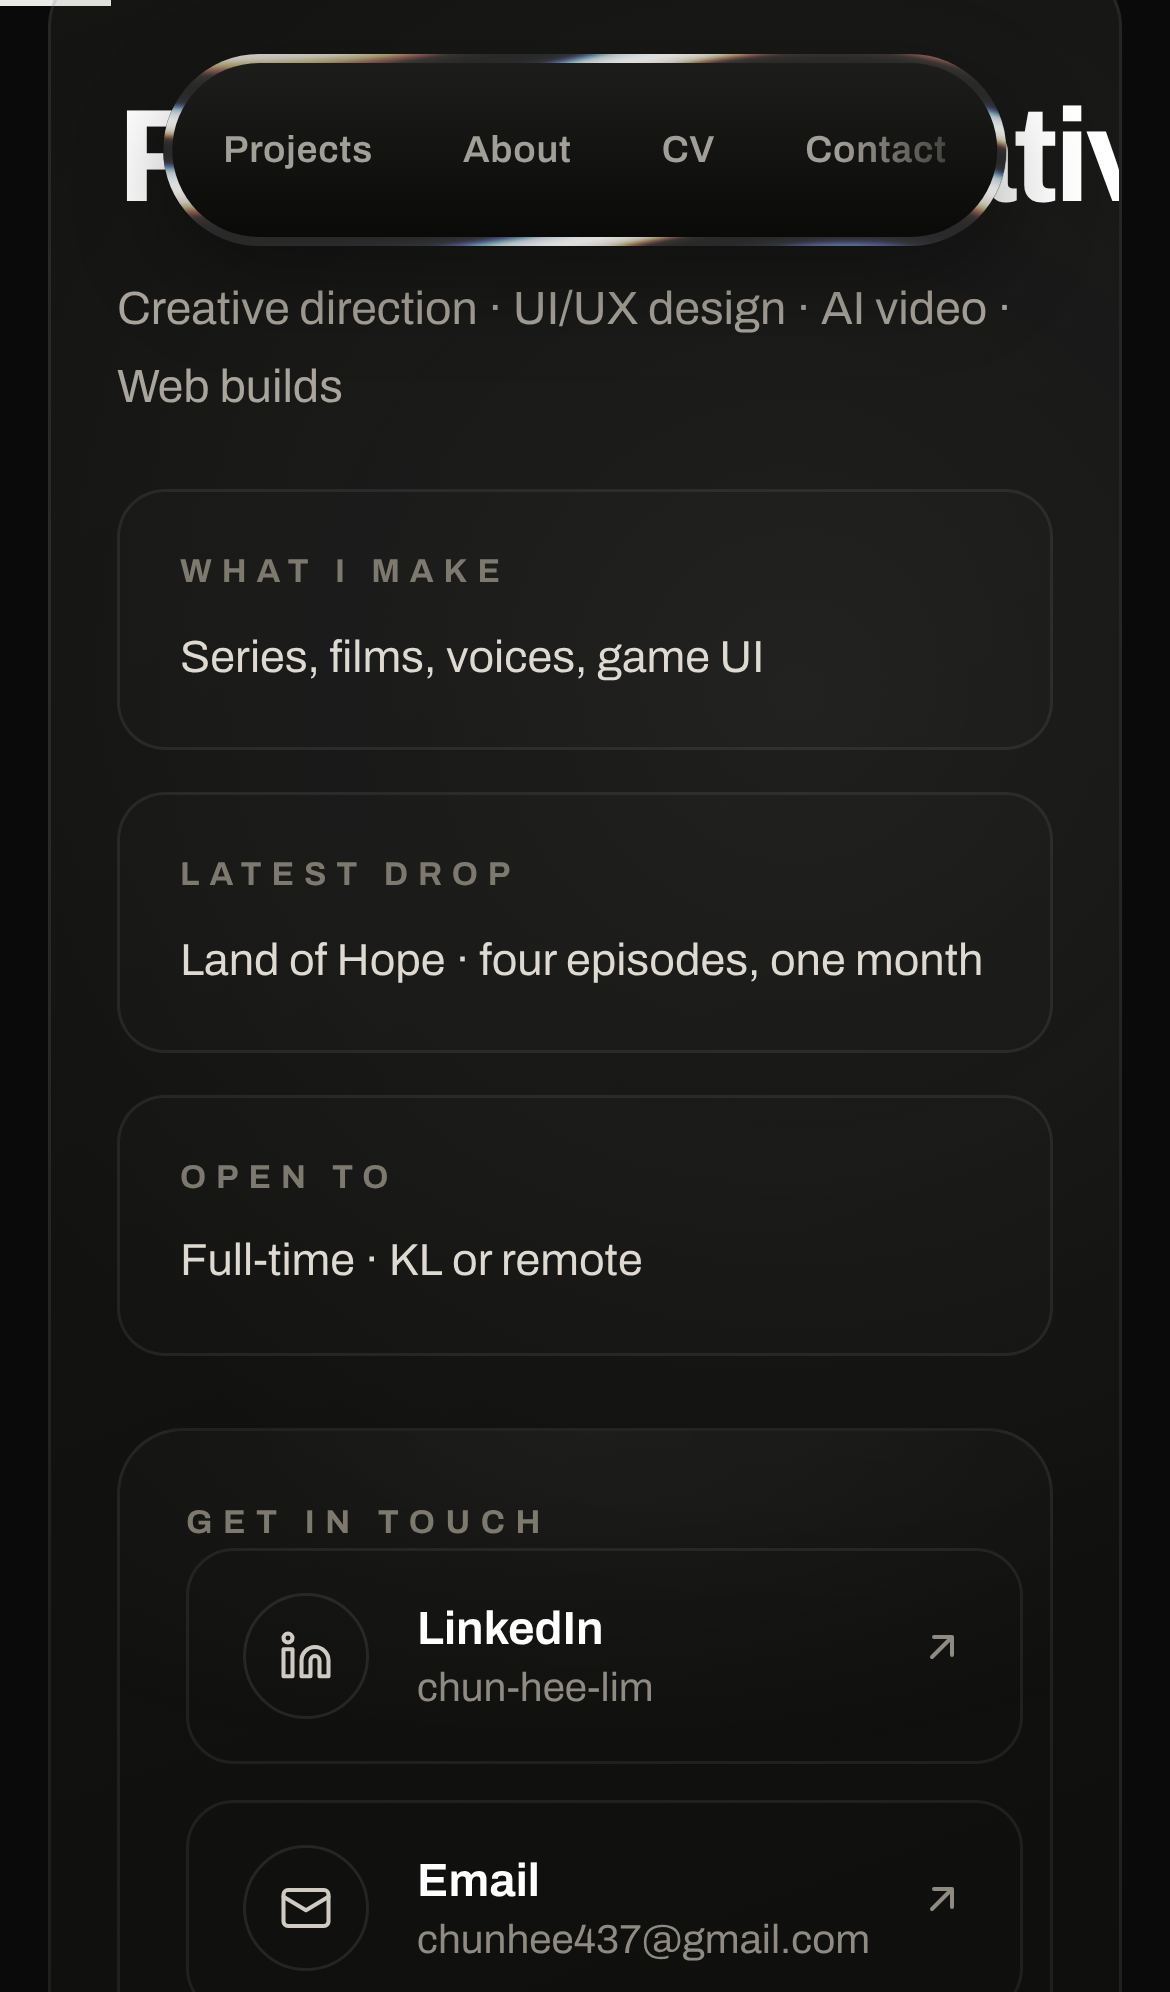 Projects About CV Contact
Creative direction · UI/UX design · AI video ·
Web builds
WHAT I MAKE
Series, films, voices, game UI
LATEST DROP
Land of Hope · four episodes, one month
OPEN TO
Full-time · KL or remote
GET IN TOUCH
LinkedIn
chun-hee-lim
Email
chunhee437@gmail.com